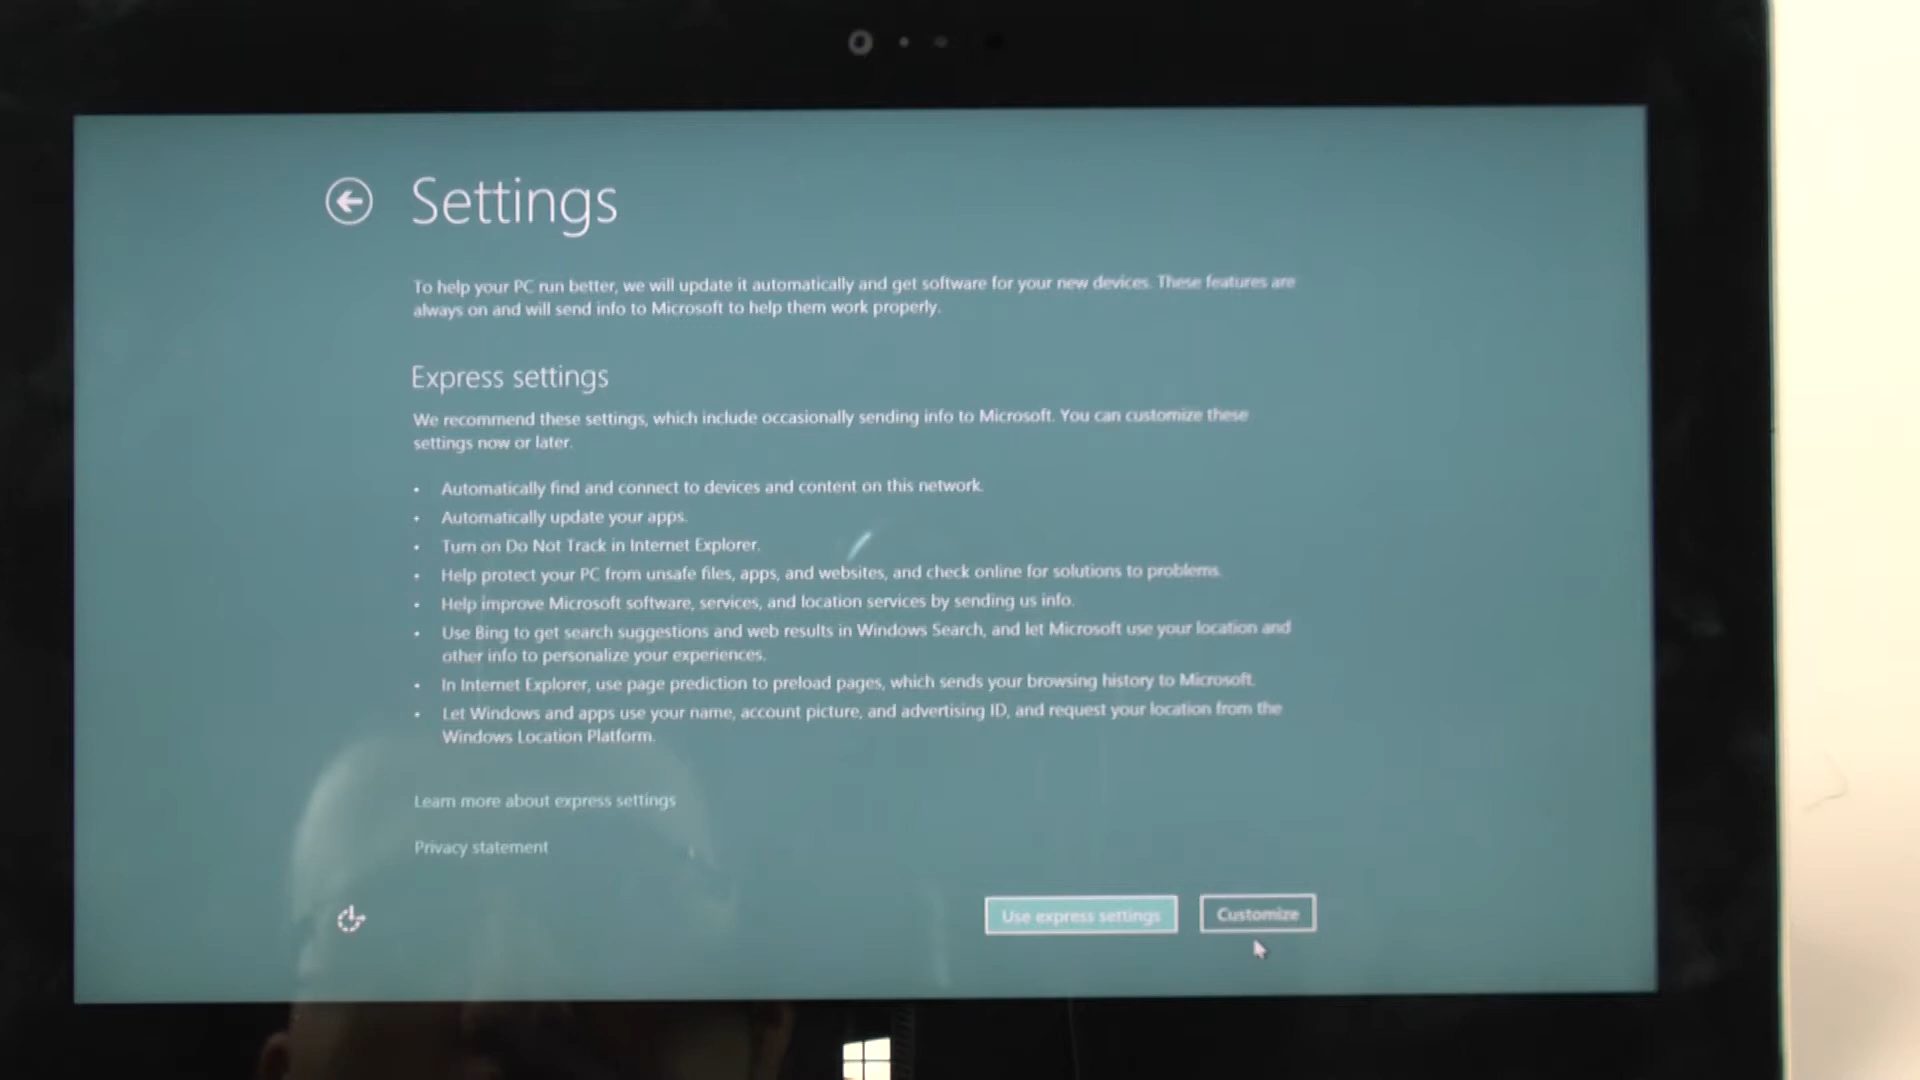 Settings
To help your PC run better, we will update it automatically and get software for your new devices. These features are
always on and will send info to Microsoft to help them work properly.
Express settings
We recommend these settings, which include occasionally sending info to Microsoft. You can customize these
settings now or later.
• Automatically find and connect to devices and content on this network.
• Automatically update your apps.
• Turn on Do Not Track in Internet Explorer.
• Help protect your PC from unsafe files, apps, and websites, and check online for solutions to problems.
• Help improve Microsoft software, services, and location services by sending us info.
• Use Bing to get search suggestions and web results in Windows Search, and let Microsoft use your location and
other info to personalize your experiences.
• In Internet Explorer, use page prediction to preload pages, which sends your browsing history to Microsoft.
• Let Windows and apps use your name, account picture, and advertising ID, and request your location from the
Windows Location Platform.
Learn more about express settings
Privacy statement
Use express settings
Customize